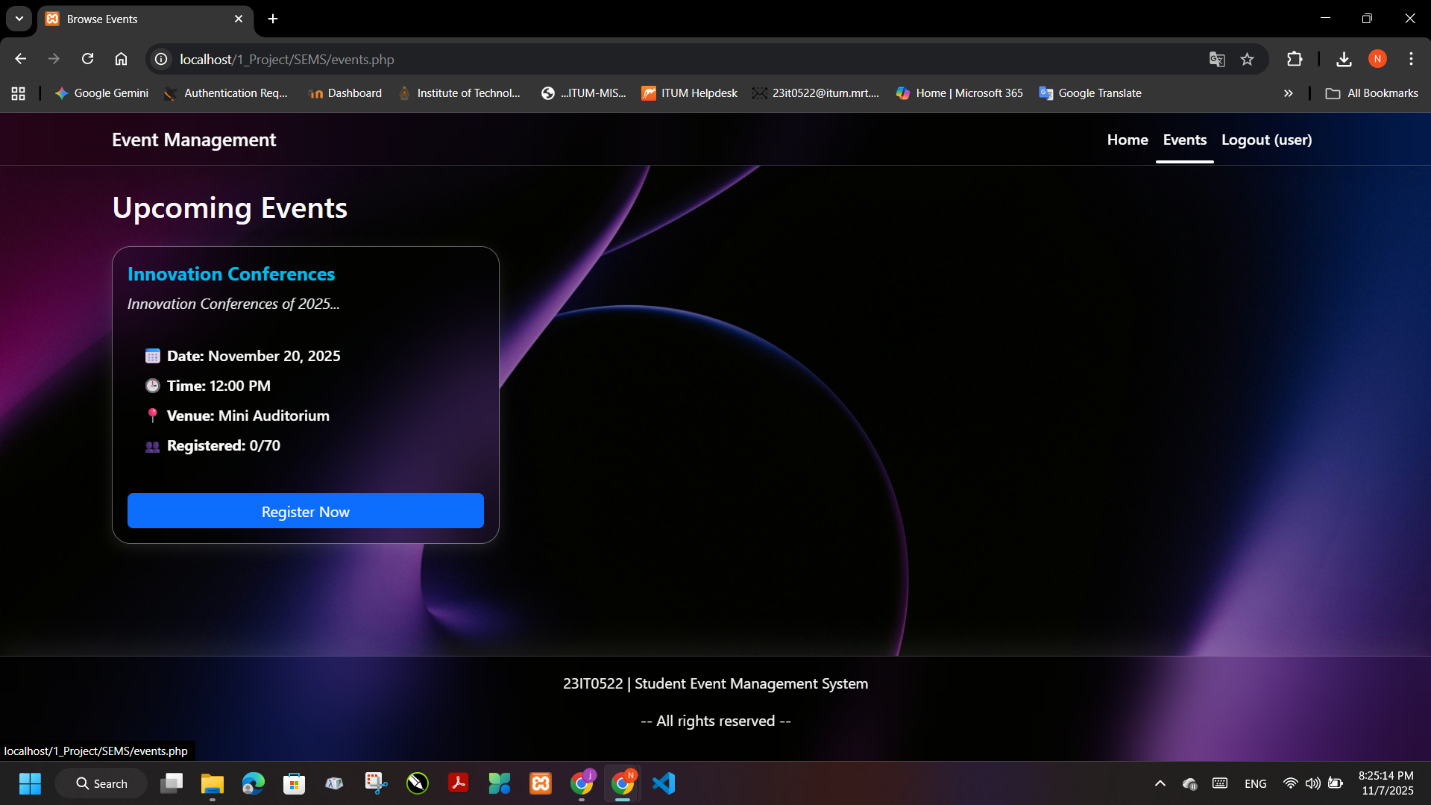 Browse Events
localhost/1_Project/SEMS/events.php
N
Google Gemini
Authentication Req...
Dashboard
Institute of Technol...
...ITUM-MIS...
ITUM Helpdesk
23it0522@itum.mrt....
Home | Microsoft 365
Google Translate
»
All Bookmarks
Event Management
Home
Events
Logout (user)
Upcoming Events
Innovation Conferences
Innovation Conferences of 2025...
Date: November 20, 2025
Time: 12:00 PM
Venue: Mini Auditorium
Registered: 0/70
Register Now
23IT0522 | Student Event Management System
-- All rights reserved --
localhost/1_Project/SEMS/events.php
Search
j
N
ENG
8:25:14 PM
11/7/2025